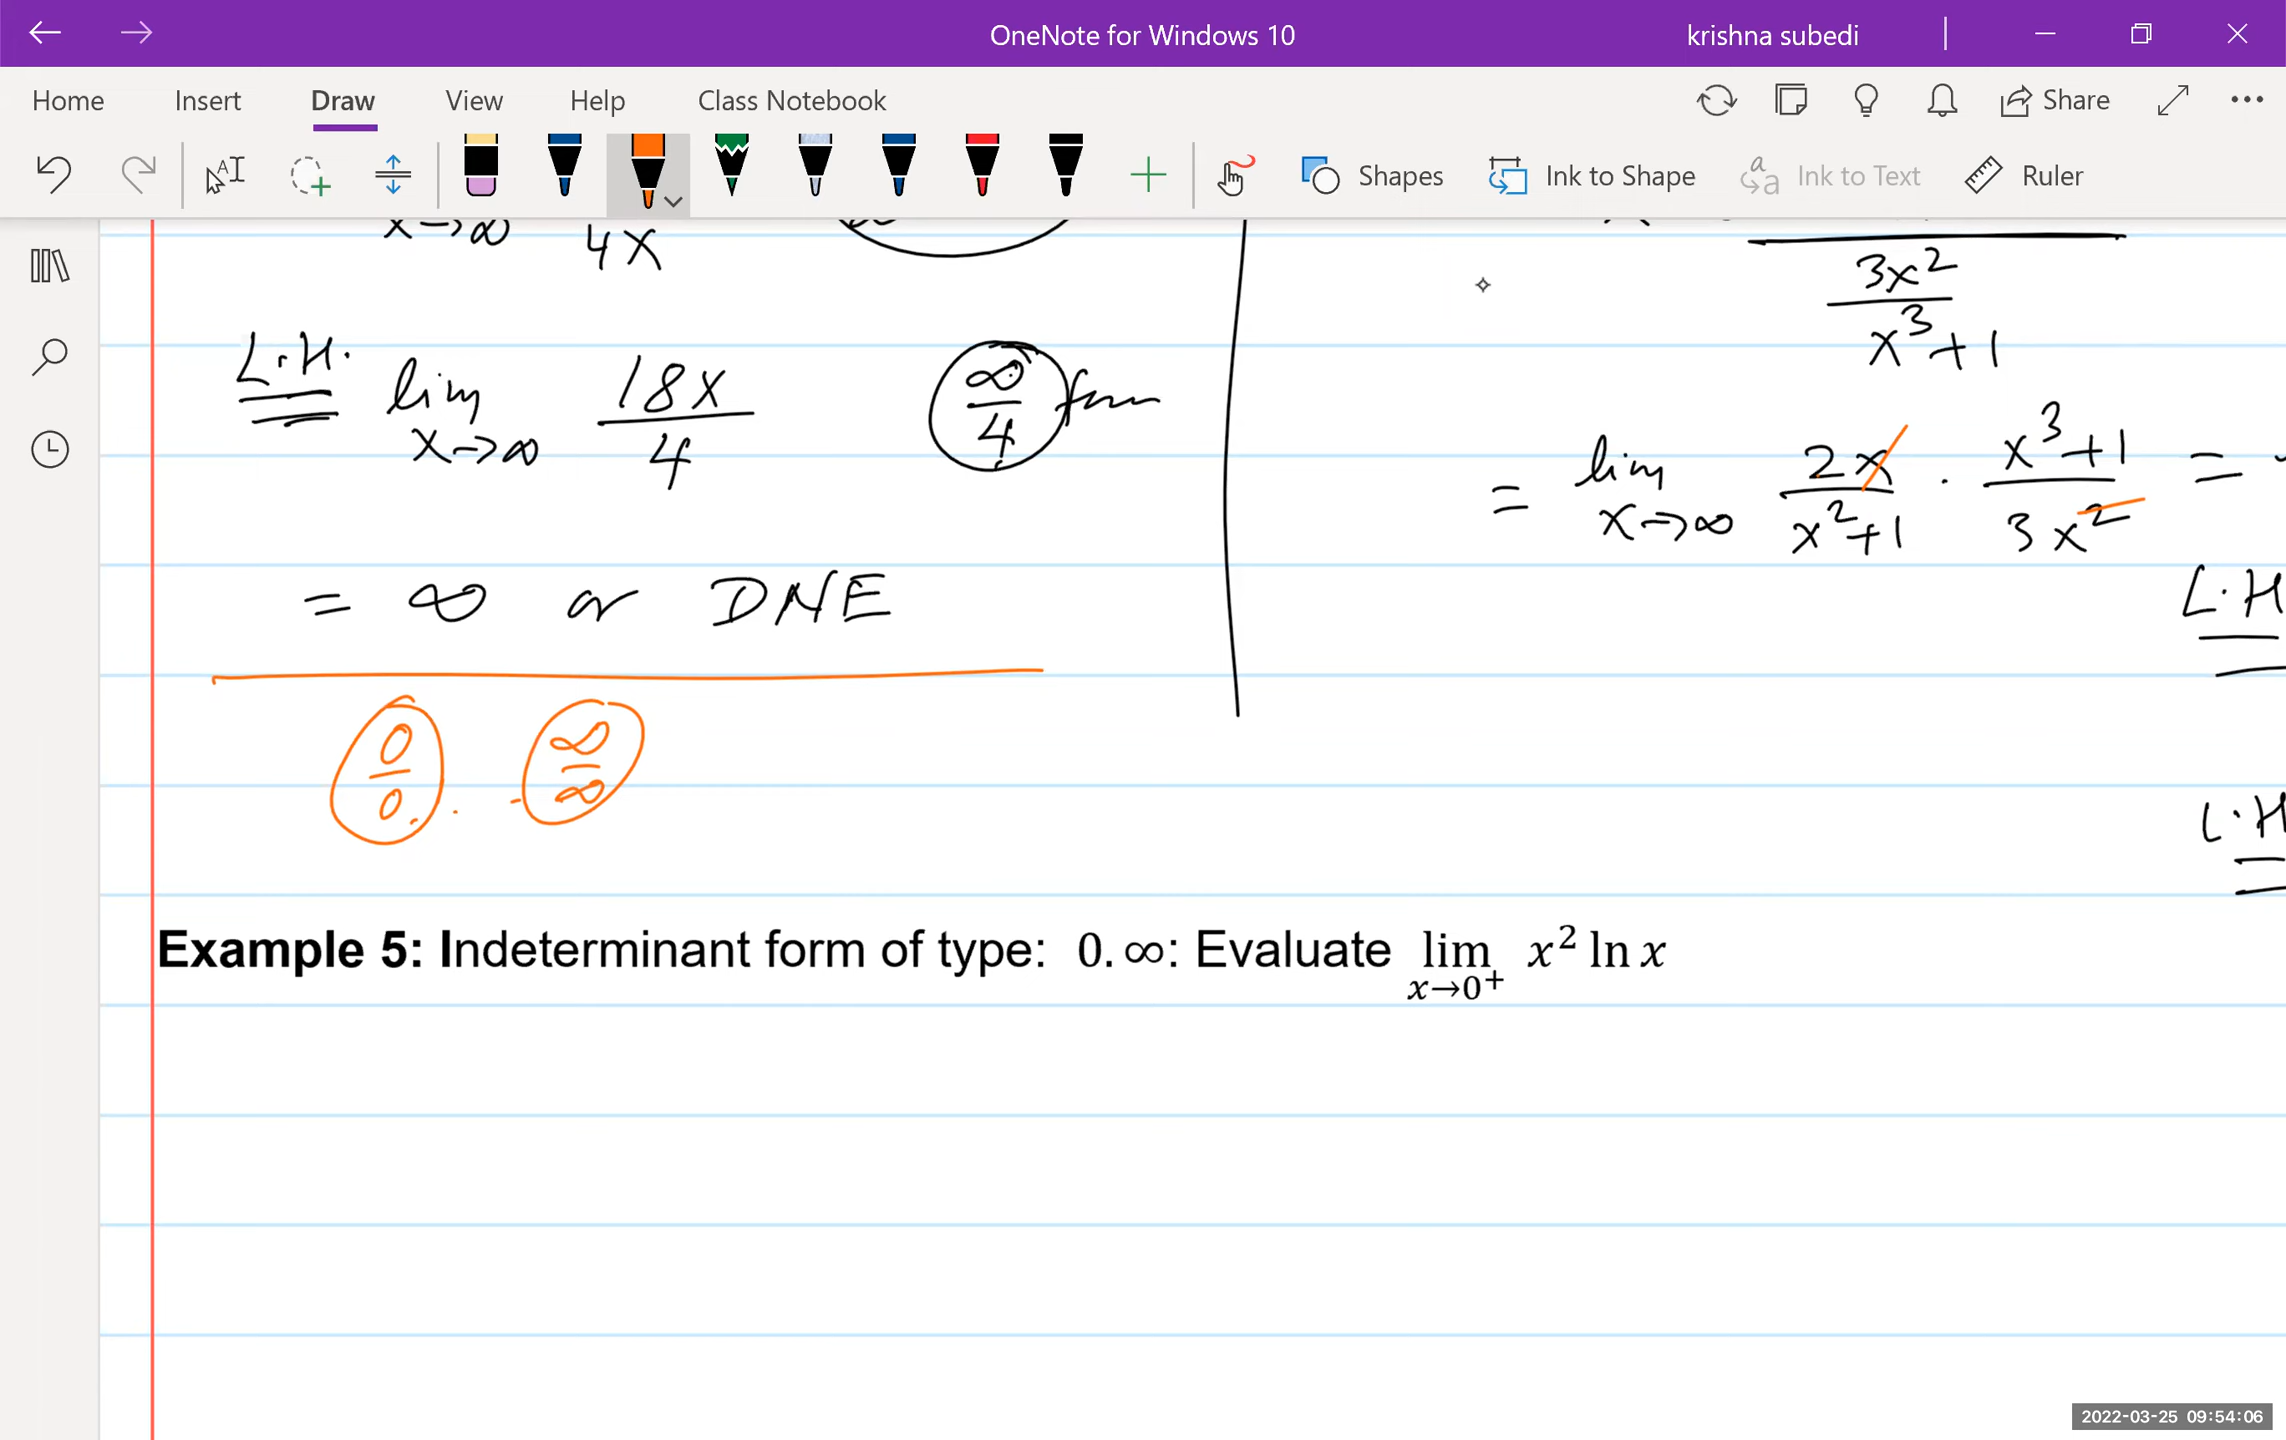 OneNote for Windows 10
krishna subedi
Home Insert Draw View Help Class Notebook Share
Shapes Ink to Shape Ink to Text Ruler
x→∞ 4x
3x²
x³+1
L.H. lim x→∞ 18x/4 ∞/4 form
= lim x→∞ 2x/x²+1 · x³+1/3x² =
= ∞ or DNE
L.H
0/0 . - ∞/∞
L.H
Example 5: Indeterminant form of type: 0.∞: Evaluate lim x→0⁺ x² ln x
2022-03-25 09:54:06